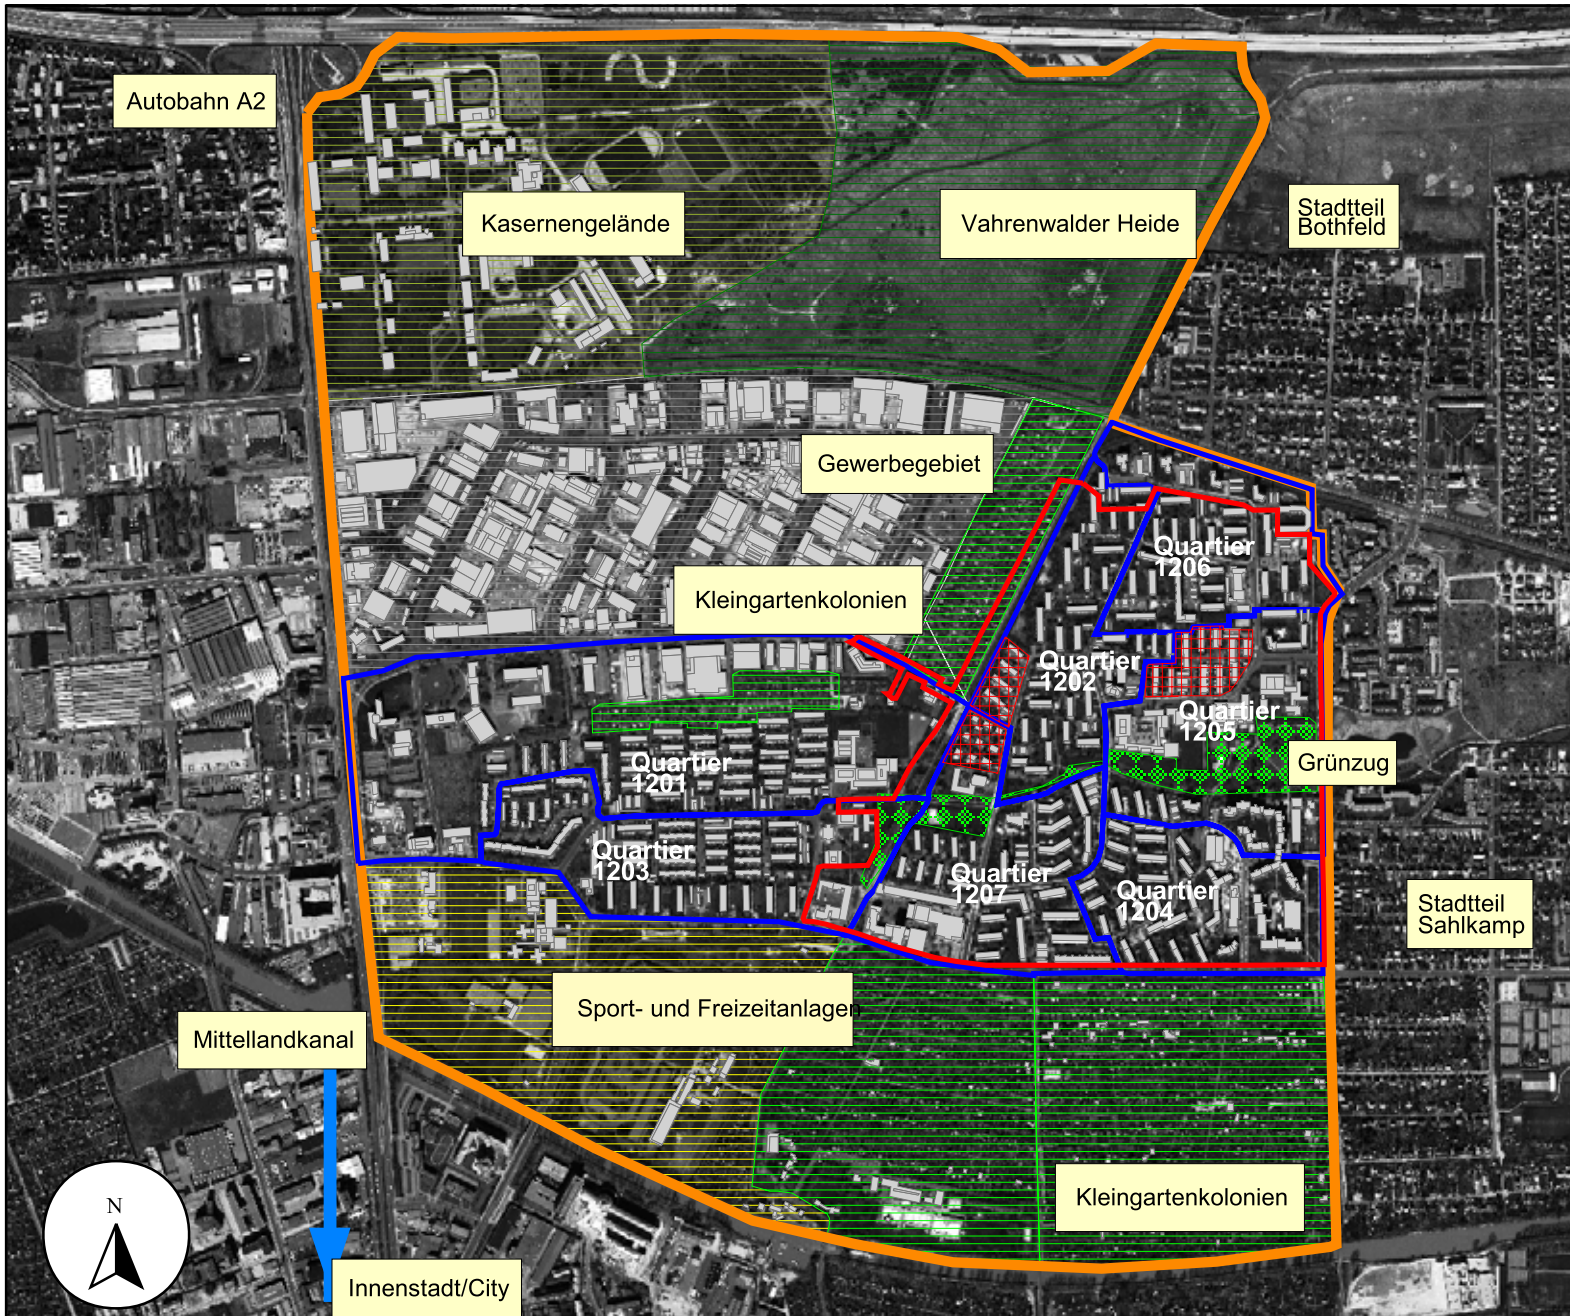 Autobahn A2
Kasernengelände
Vahrenwalder Heide
Stadtteil
Bothfeld
Gewerbegebiet
Kleingartenkolonien
Quartier
1206
Quartier
1202
Quartier
1205
Grünzug
Quartier
1201
Quartier
1203
Quartier
1207
Quartier
1204
Stadtteil
Sahlkamp
Sport- und Freizeitanlagen
Mittellandkanal
Kleingartenkolonien
N
Innenstadt/City